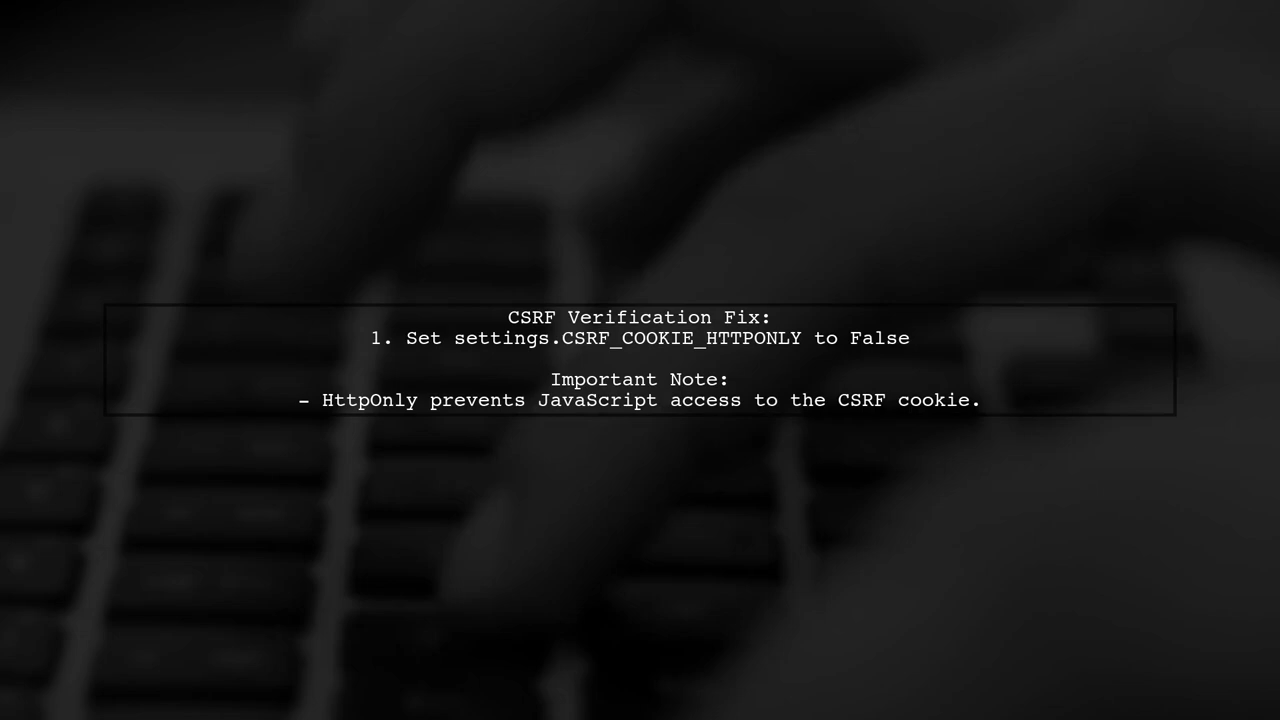 CSRF Verification Fix:
1. Set settings.CSRF_COOKIE_HTTPONLY to False
Important Note:
– HttpOnly prevents JavaScript access to the CSRF cookie.